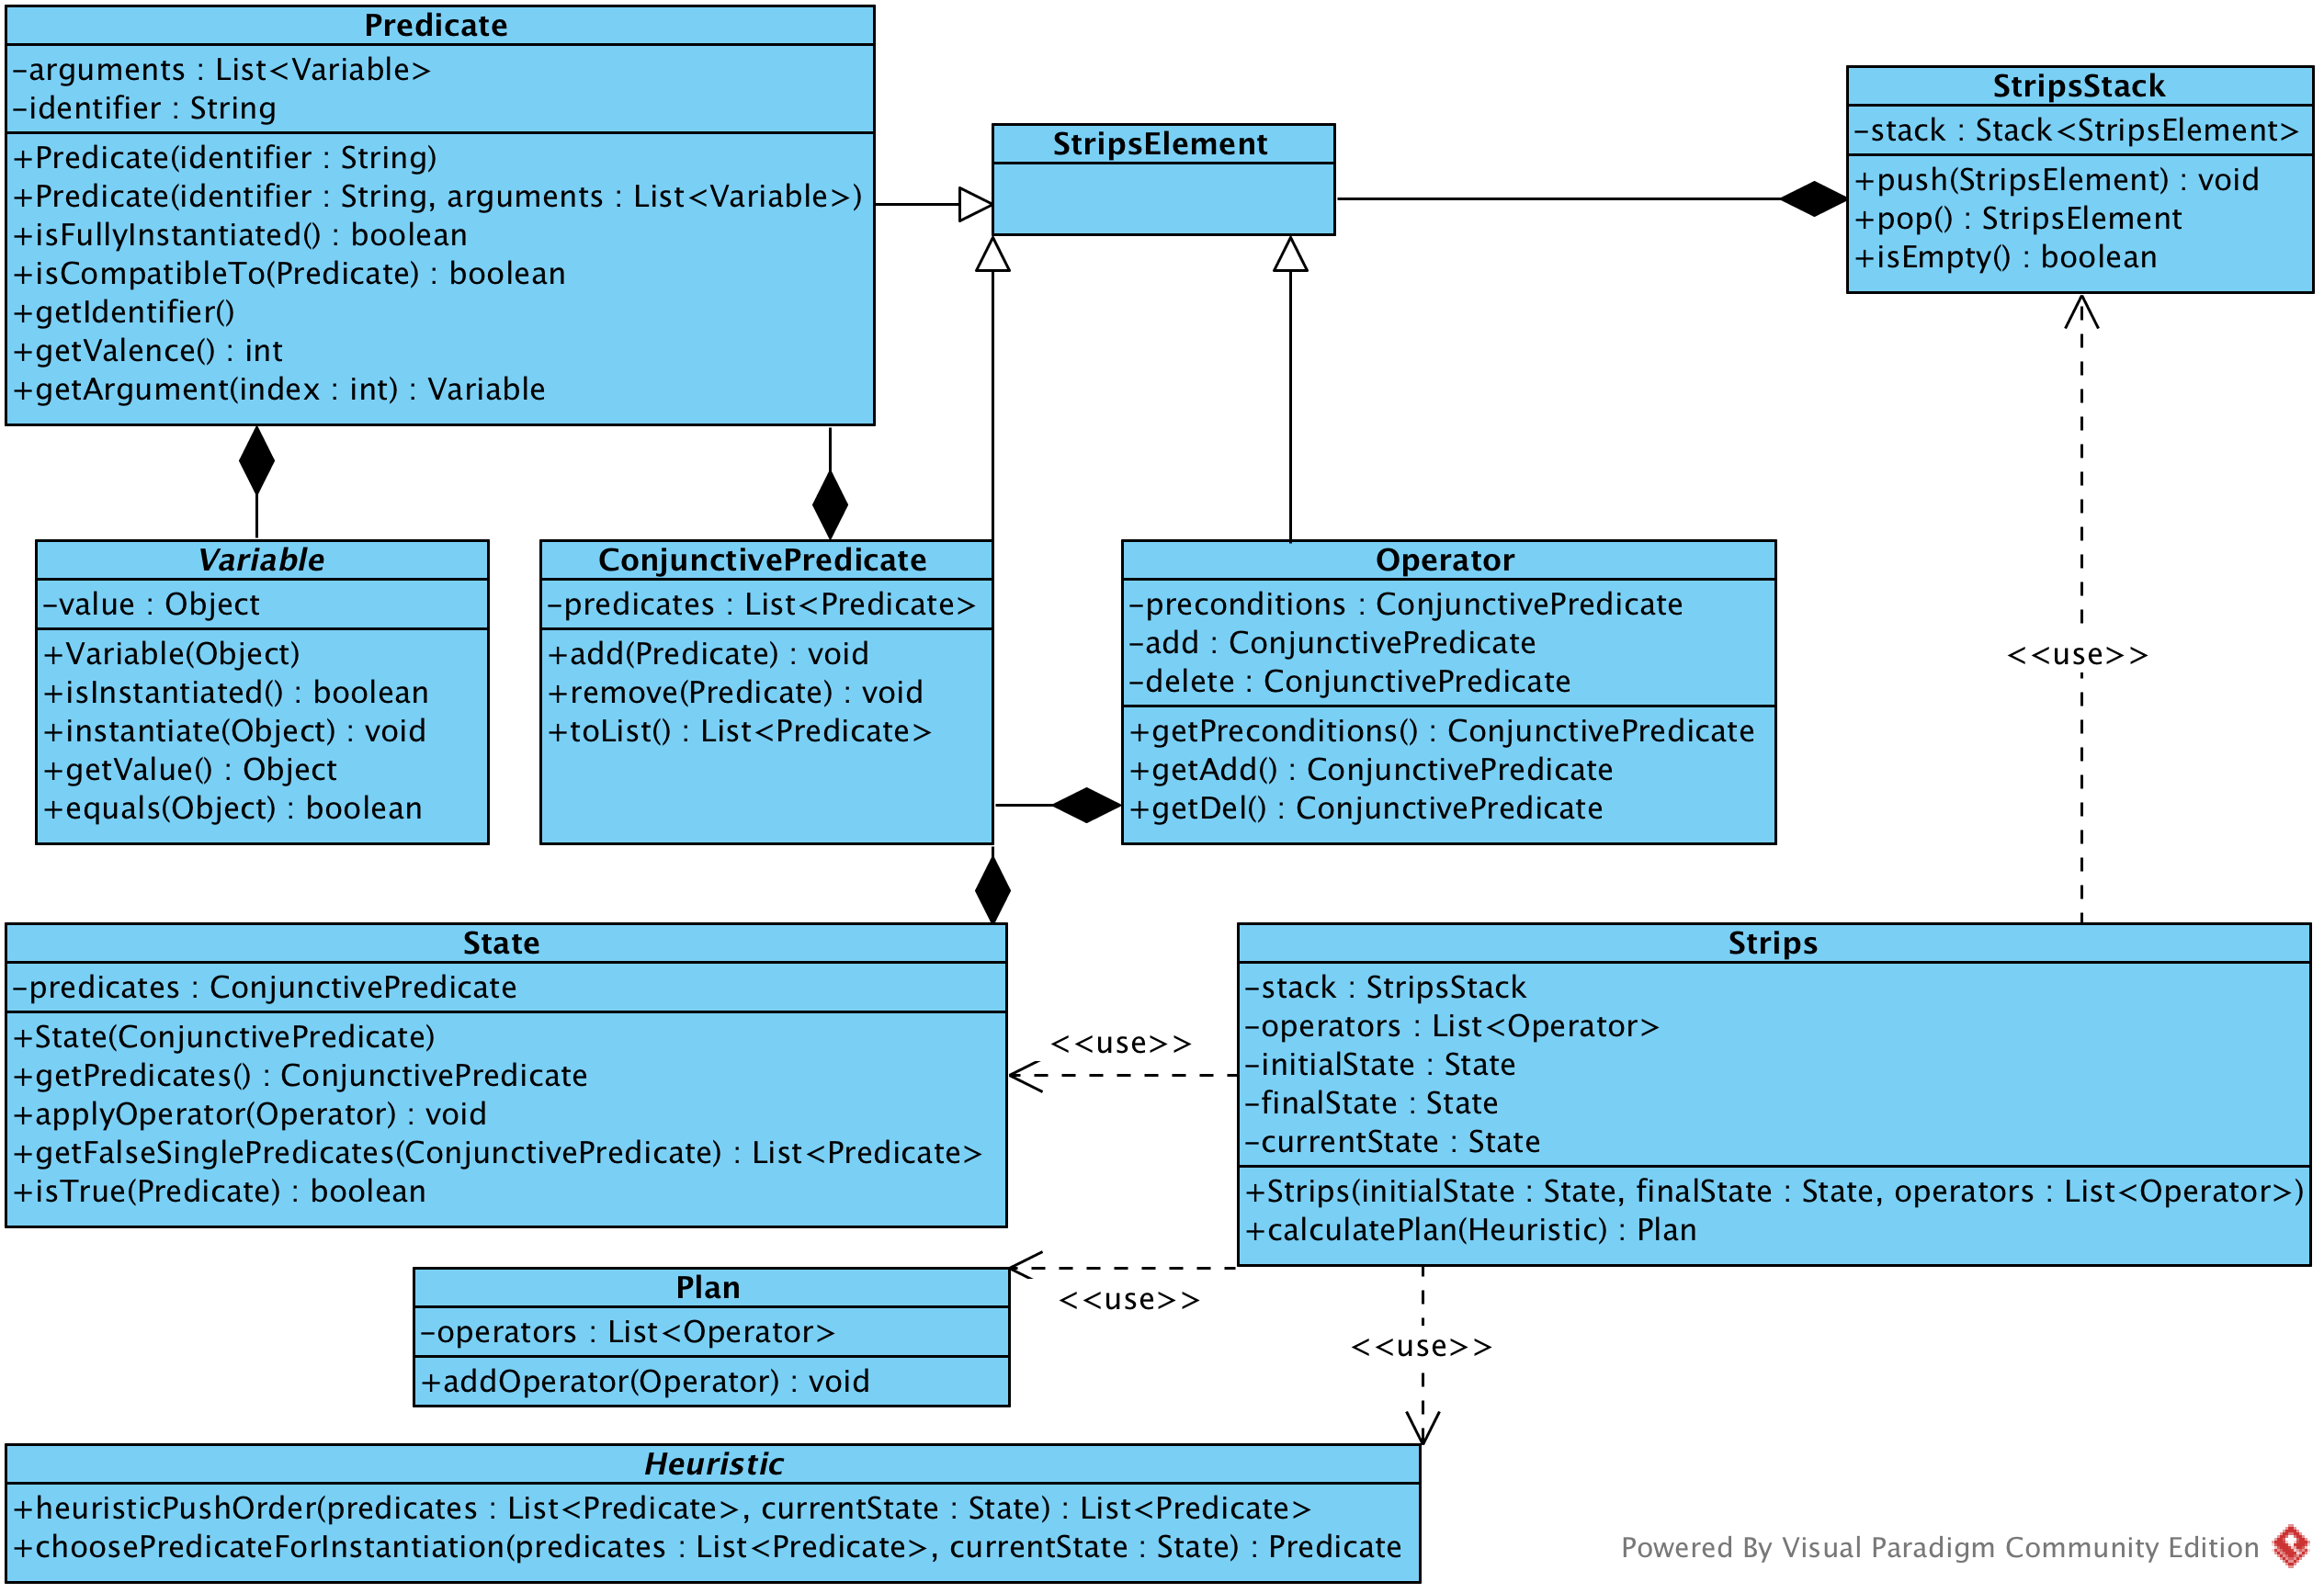 Predicate
-arguments : List<Variable>
-identifier : String
+Predicate(identifier : String)
+Predicate(identifier : String, arguments : List<Variable>)
+isFullyInstantiated() : boolean
+isCompatibleTo(Predicate) : boolean
+getIdentifier()
+getValence() : int
+getArgument(index : int) : Variable
StripsElement
StripsStack
-stack : Stack<StripsElement>
+push(StripsElement) : void
+pop() : StripsElement
+isEmpty() : boolean
Variable
-value : Object
+Variable(Object)
+isInstantiated() : boolean
+instantiate(Object) : void
+getValue() : Object
+equals(Object) : boolean
ConjunctivePredicate
-predicates : List<Predicate>
+add(Predicate) : void
+remove(Predicate) : void
+toList() : List<Predicate>
Operator
-preconditions : ConjunctivePredicate
-add : ConjunctivePredicate
-delete : ConjunctivePredicate
+getPreconditions() : ConjunctivePredicate
+getAdd() : ConjunctivePredicate
+getDel() : ConjunctivePredicate
<<use>>
State
-predicates : ConjunctivePredicate
+State(ConjunctivePredicate)
+getPredicates() : ConjunctivePredicate
+applyOperator(Operator) : void
+getFalseSinglePredicates(ConjunctivePredicate) : List<Predicate>
+isTrue(Predicate) : boolean
<<use>>
Strips
-stack : StripsStack
-operators : List<Operator>
-initialState : State
-finalState : State
-currentState : State
+Strips(initialState : State, finalState : State, operators : List<Operator>)
+calculatePlan(Heuristic) : Plan
Plan
-operators : List<Operator>
+addOperator(Operator) : void
<<use>>
<<use>>
Heuristic
+heuristicPushOrder(predicates : List<Predicate>, currentState : State) : List<Predicate>
+choosePredicateForInstantiation(predicates : List<Predicate>, currentState : State) : Predicate
Powered By Visual Paradigm Community Edition